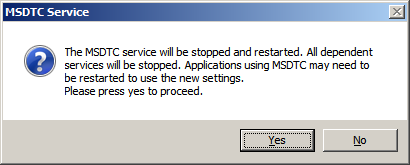 MSDTC Service
The MSDTC service will be stopped and restarted. All dependent
services will be stopped. Applications using MSDTC may need to
be restarted to use the new settings.
Please press yes to proceed.
Yes No